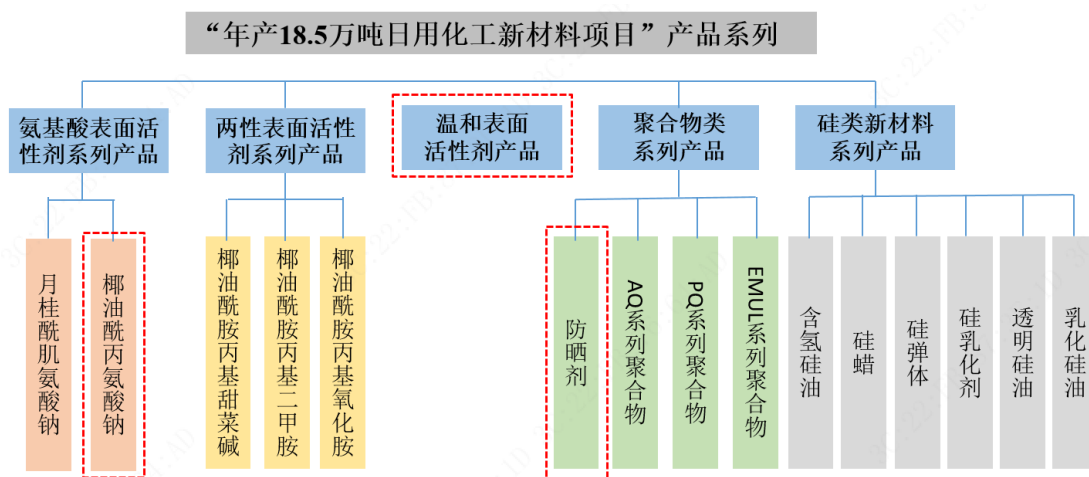 “年产18.5万吨日用化工新材料项目”产品系列
氨基酸表面活
性剂系列产品
两性表面活性
剂系列产品
温和表面
活性剂产品
聚合物类
系列产品
硅类新材料
系列产品
月桂酰肌氨酸钠
椰油酰丙氨酸钠
椰油酰胺丙基甜菜碱
椰油酰胺丙基二甲胺
椰油酰胺丙基氧化胺
防晒剂
AQ系列聚合物
PQ系列聚合物
EMUL系列聚合物
含氢硅油
硅蜡
硅弹体
硅乳化剂
透明硅油
乳化硅油